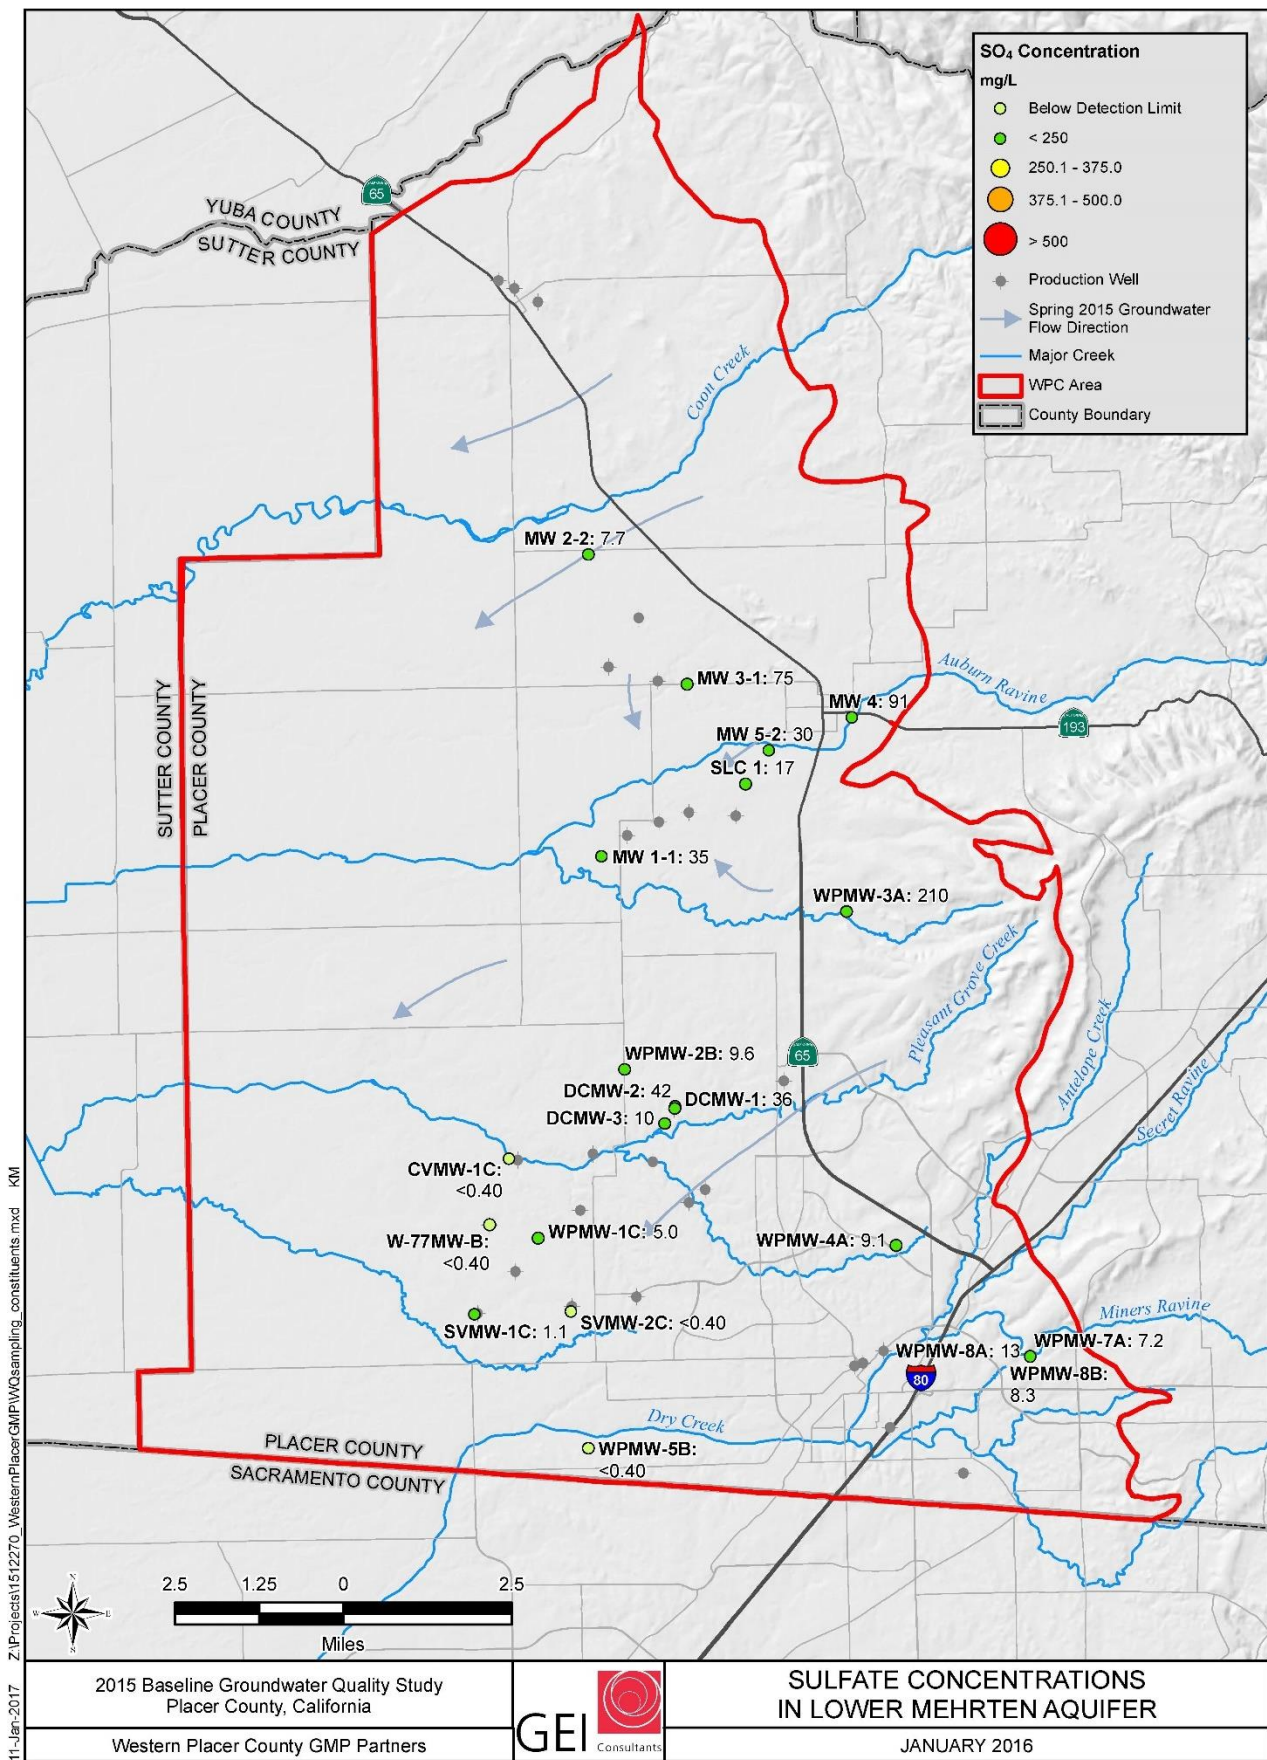 SO₄ Concentration
mg/L
Below Detection Limit
< 250
250.1 - 375.0
375.1 - 500.0
> 500
Production Well
Spring 2015 Groundwater
Flow Direction
Major Creek
WPC Area
County Boundary
65
YUBA COUNTY
SUTTER COUNTY
Coon Creek
MW 2-2: 7.7
MW 3-1: 75
Auburn Ravine
MW 4: 91
193
MW 5-2: 30
SLC 1: 17
SUTTER COUNTY
PLACER COUNTY
MW 1-1: 35
WPMW-3A: 210
Pleasant Grove Creek
Antelope Creek
Secret Ravine
65
WPMW-2B: 9.6
DCMW-2: 42
DCMW-1: 36
DCMW-3: 10
CVMW-1C:
<0.40
W-77MW-B:
<0.40
WPMW-1C: 5.0
WPMW-4A: 9.1
SVMW-1C: 1.1
SVMW-2C: <0.40
Miners Ravine
WPMW-8A: 13
WPMW-7A: 7.2
WPMW-8B:
8.3
80
Dry Creek
WPMW-5B:
<0.40
PLACER COUNTY
SACRAMENTO COUNTY
N
W
E
S
2.5 1.25 0 2.5
Miles
11-Jan-2017 Z:\Projects\1512270_WesternPlacerGMP\WQsampling_constituents.mxd KM
2015 Baseline Groundwater Quality Study
Placer County, California
Western Placer County GMP Partners
GEI
Consultants
SULFATE CONCENTRATIONS
IN LOWER MEHRTEN AQUIFER
JANUARY 2016